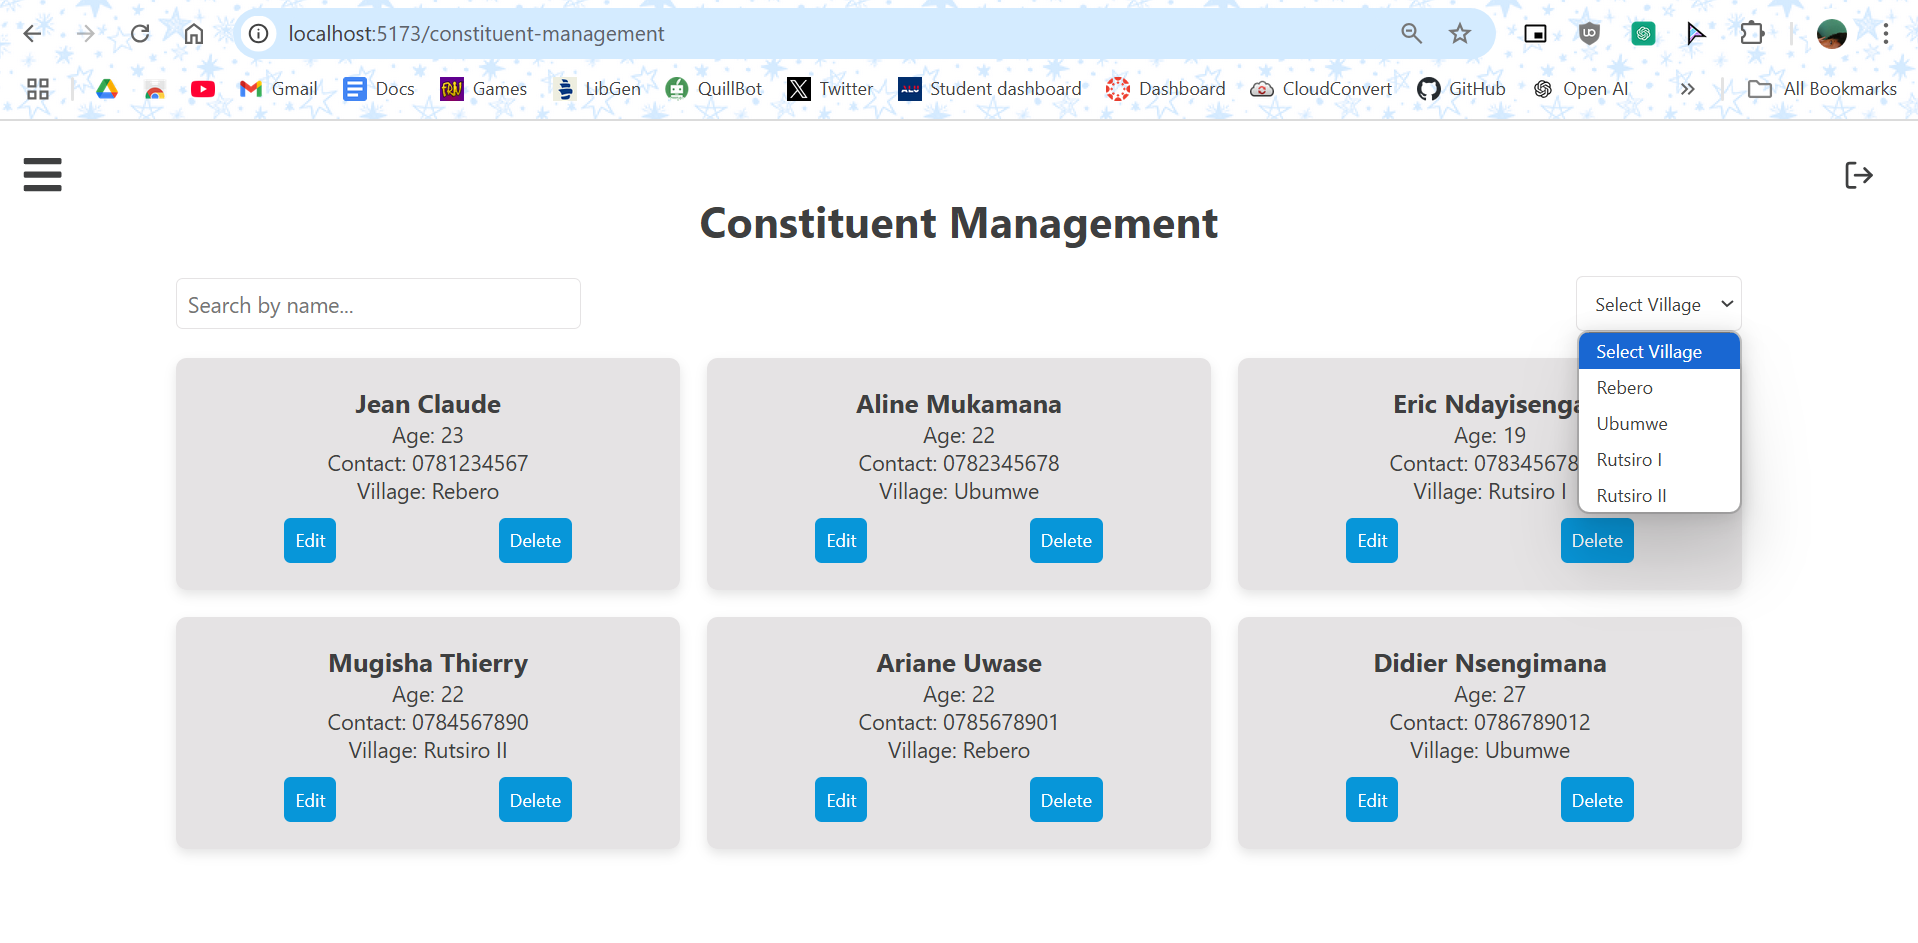 localhost:5173/constituent-management
Gmail Docs FRIV Games LibGen QuillBot Twitter ALU Student dashboard Dashboard CloudConvert GitHub Open AI All Bookmarks
Constituent Management
Search by name...
Select Village
Select Village
Rebero
Ubumwe
Rutsiro I
Rutsiro II
Jean Claude
Age: 23
Contact: 0781234567
Village: Rebero
Edit Delete
Aline Mukamana
Age: 22
Contact: 0782345678
Village: Ubumwe
Edit Delete
Eric Ndayisenga
Age: 19
Contact: 078345678
Village: Rutsiro I
Edit Delete
Mugisha Thierry
Age: 22
Contact: 0784567890
Village: Rutsiro II
Edit Delete
Ariane Uwase
Age: 22
Contact: 0785678901
Village: Rebero
Edit Delete
Didier Nsengimana
Age: 27
Contact: 0786789012
Village: Ubumwe
Edit Delete